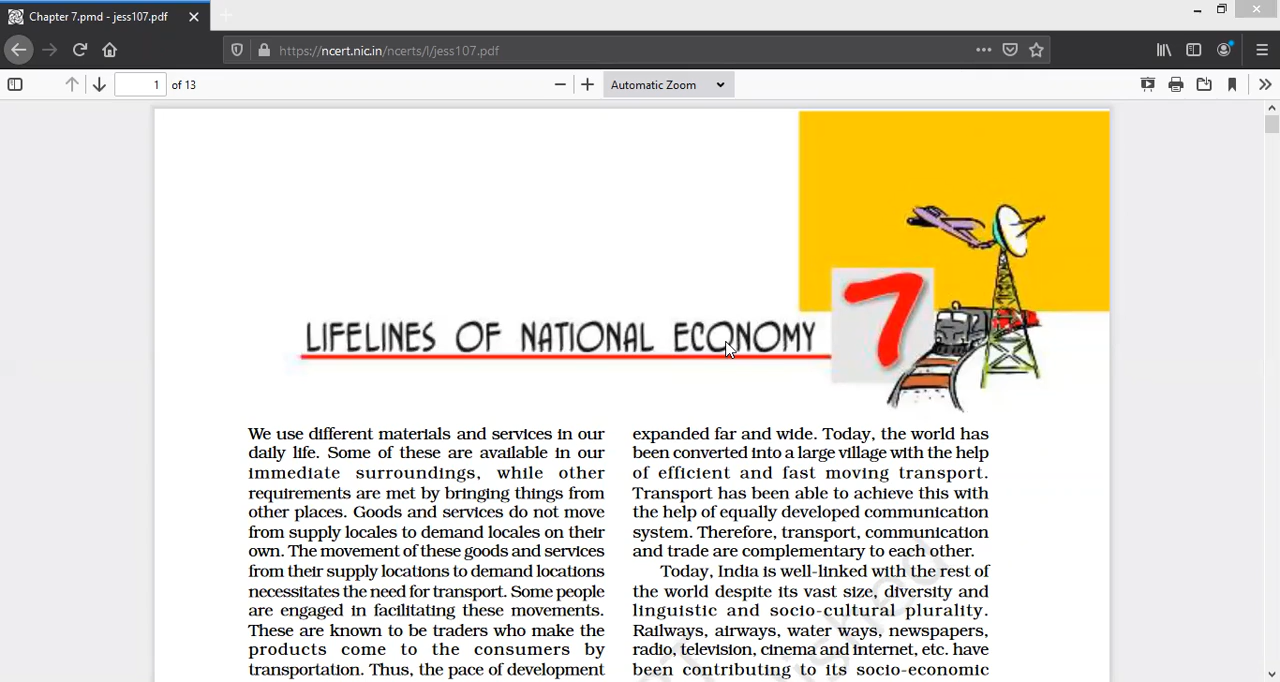 Chapter 7.pmd - jess107.pdf
https://ncert.nic.in/ncerts/l/jess107.pdf
1 of 13
Automatic Zoom
7
LIFELINES OF NATIONAL ECONOMY
We use different materials and services in our
daily life. Some of these are available in our
immediate surroundings, while other
requirements are met by bringing things from
other places. Goods and services do not move
from supply locales to demand locales on their
own. The movement of these goods and services
from their supply locations to demand locations
necessitates the need for transport. Some people
are engaged in facilitating these movements.
These are known to be traders who make the
products come to the consumers by
transportation. Thus, the pace of development
expanded far and wide. Today, the world has
been converted into a large village with the help
of efficient and fast moving transport.
Transport has been able to achieve this with
the help of equally developed communication
system. Therefore, transport, communication
and trade are complementary to each other.
Today, India is well-linked with the rest of
the world despite its vast size, diversity and
linguistic and socio-cultural plurality.
Railways, airways, water ways, newspapers,
radio, television, cinema and internet, etc. have
been contributing to its socio-economic